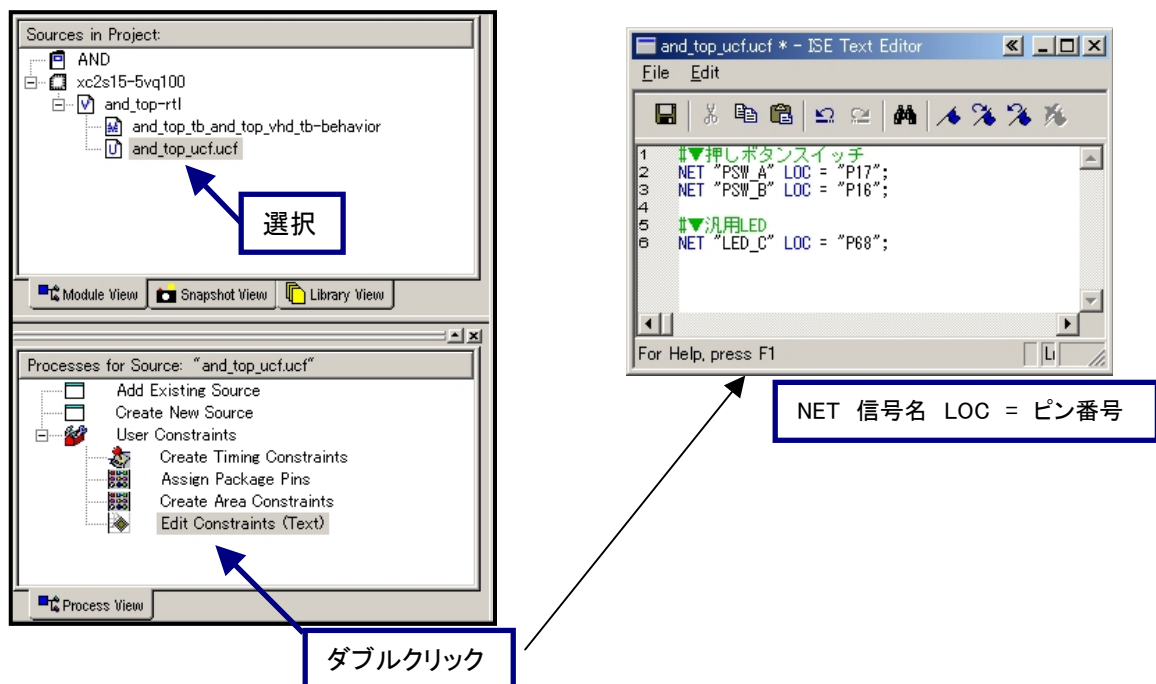 Sources in Project:
AND
xc2s15-5vq100
and_top-rtl
and_top_tb_and_top_vhd_tb-behavior
and_top_ucf.ucf
選択
Module View
Snapshot View
Library View
Processes for Source: "and_top_ucf.ucf"
Add Existing Source
Create New Source
User Constraints
Create Timing Constraints
Assign Package Pins
Create Area Constraints
Edit Constraints (Text)
Process View
ダブルクリック
and_top_ucf.ucf * - ISE Text Editor
File Edit
1 #▼押しボタンスイッチ
2 NET "PSW_A" LOC = "P17";
3 NET "PSW_B" LOC = "P16";
4
5 #▼汎用LED
6 NET "LED_C" LOC = "P68";
For Help, press F1
NET 信号名 LOC = ピン番号